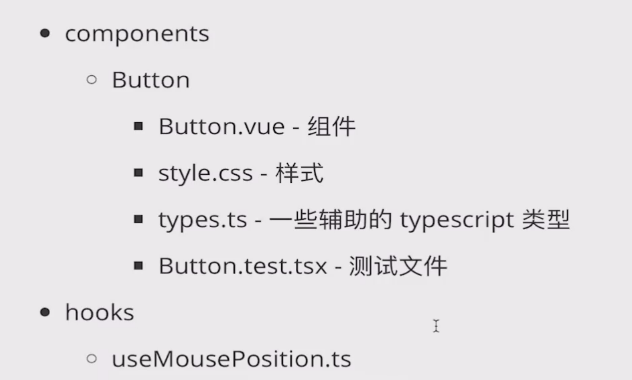 components
Button
Button.vue - 组件
style.css - 样式
types.ts - 一些辅助的 typescript 类型
Button.test.tsx - 测试文件
hooks
useMousePosition.ts